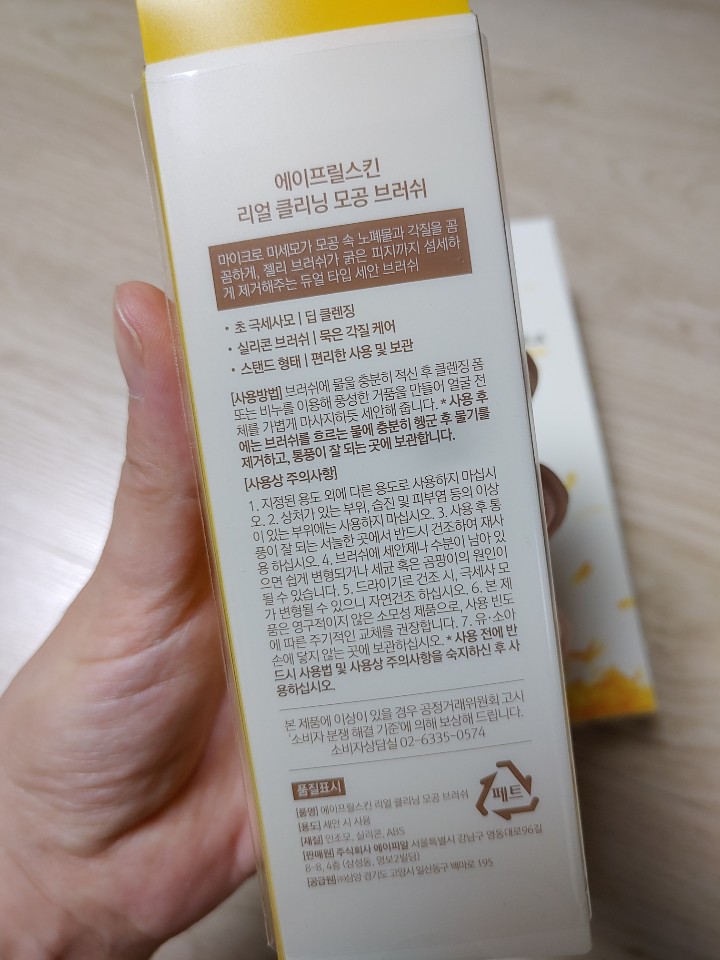 에이프릴스킨
리얼 클리닝 모공 브러쉬
마이크로 미세모가 모공 속 노폐물과 각질을 꼼
꼼하게, 젤리 브러쉬가 굵은 피지까지 섬세하
게 제거해주는 듀얼 타입 세안 브러쉬
• 초 극세사모 | 딥 클렌징
• 실리콘 브러쉬 | 묵은 각질 케어
• 스탠드 형태 | 편리한 사용 및 보관
[사용방법] 브러쉬에 물을 충분히 적신 후 클렌징 폼
또는 비누를 이용해 풍성한 거품을 만들어 얼굴 전
체를 가볍게 마사지하듯 세안해 줍니다. * 사용 후
에는 브러쉬를 흐르는 물에 충분히 헹군 후 물기를
제거하고, 통풍이 잘 되는 곳에 보관합니다.
[사용상 주의사항]
1. 지정된 용도 외에 다른 용도로 사용하지 마십시
오. 2. 상처가 있는 부위, 습진 및 피부염 등의 이상
이 있는 부위에는 사용하지 마십시오. 3. 사용 후 통
풍이 잘 되는 서늘한 곳에서 반드시 건조하여 재사
용 하십시오. 4. 브러쉬에 세안제나 수분이 남아 있
으면 쉽게 변형되거나 세균 혹은 곰팡이의 원인이
될 수 있습니다. 5. 드라이기로 건조 시, 극세사 모
가 변형될 수 있으니 자연건조 하십시오. 6. 본 제
품은 영구적이지 않은 소모성 제품으로, 사용 빈도
에 따른 주기적인 교체를 권장합니다. 7. 유·소아
손에 닿지 않는 곳에 보관하십시오. * 사용 전에 반
드시 사용법 및 사용상 주의사항을 숙지하신 후 사
용하십시오.
본 제품에 이상이 있을 경우 공정거래위원회 고시
'소비자 분쟁 해결 기준'에 의해 보상해 드립니다.
소비자상담실 02-6335-0574
품질표시
[품명] 에이프릴스킨 리얼 클리닝 모공 브러쉬
[용도] 세안 시 사용
[재질] 인조모, 실리콘, ABS
[판매원] 주식회사 에이피알 서울특별시 강남구 영동대로96길
8-8, 4층 (삼성동, 명보2빌딩)
[공급원] ㈜삼양 경기도 고양시 일산동구 백마로 195
페트